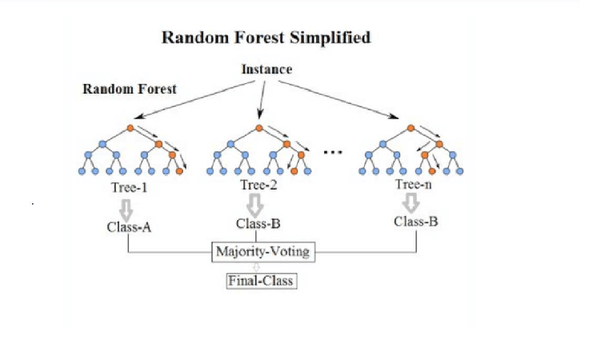 Random Forest Simplified
Instance
Random Forest
...
Tree-1 Tree-2 Tree-n
Class-A Class-B Class-B
Majority-Voting
Final-Class